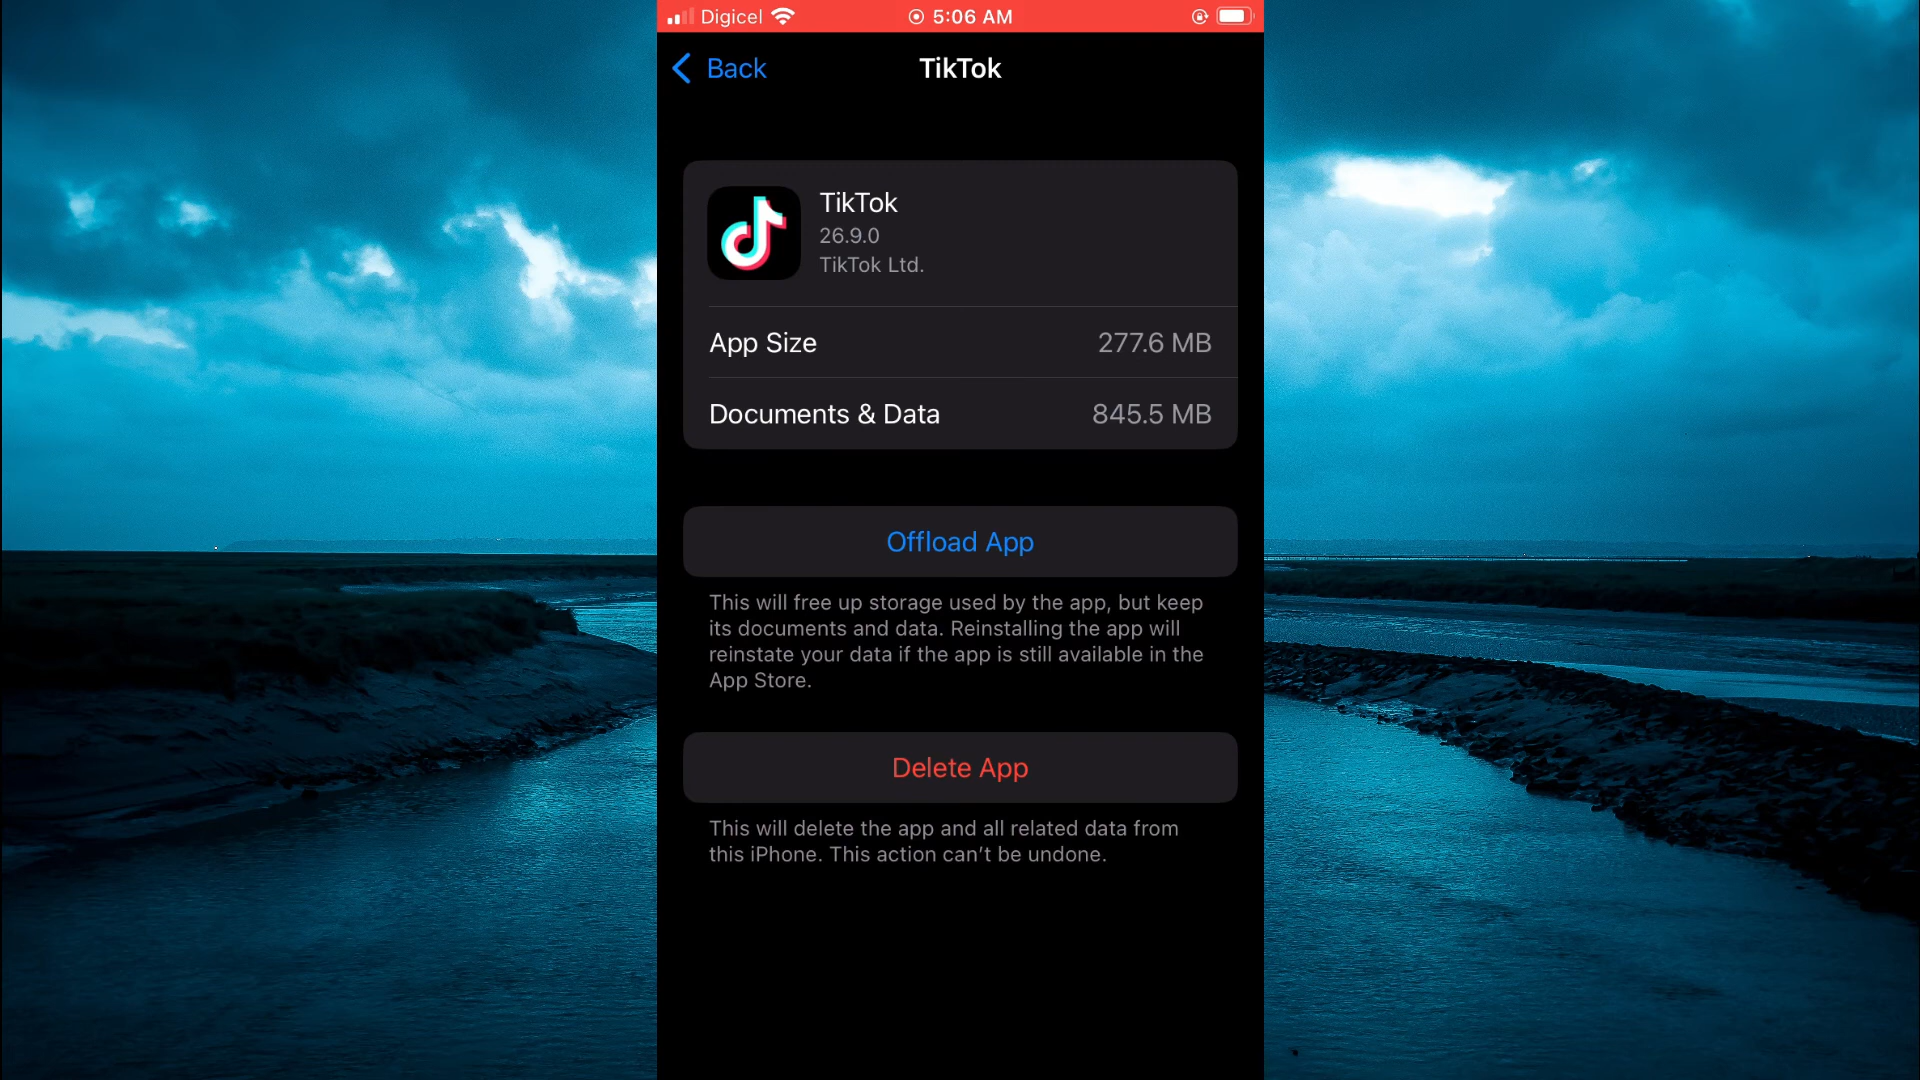 Digicel
5:06 AM
Back
TikTok
TikTok
26.9.0
TikTok Ltd.
App Size
277.6 MB
Documents & Data
845.5 MB
Offload App
This will free up storage used by the app, but keep
its documents and data. Reinstalling the app will
reinstate your data if the app is still available in the
App Store.
Delete App
This will delete the app and all related data from
this iPhone. This action can’t be undone.